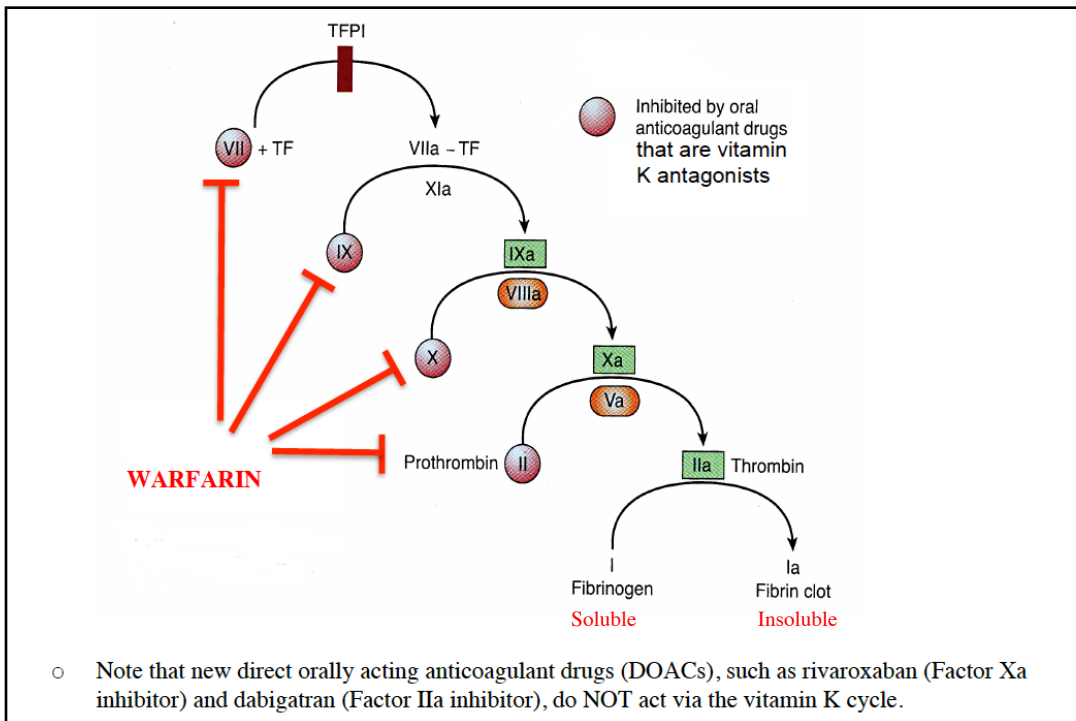 TFPI
VII + TF
VIIa – TF
XIa
Inhibited by oral
anticoagulant drugs
that are vitamin
K antagonists
IX
IXa
VIIIa
X
Xa
Va
WARFARIN
Prothrombin II
IIa Thrombin
I
Fibrinogen
Soluble
Ia
Fibrin clot
Insoluble
○ Note that new direct orally acting anticoagulant drugs (DOACs), such as rivaroxaban (Factor Xa
inhibitor) and dabigatran (Factor IIa inhibitor), do NOT act via the vitamin K cycle.